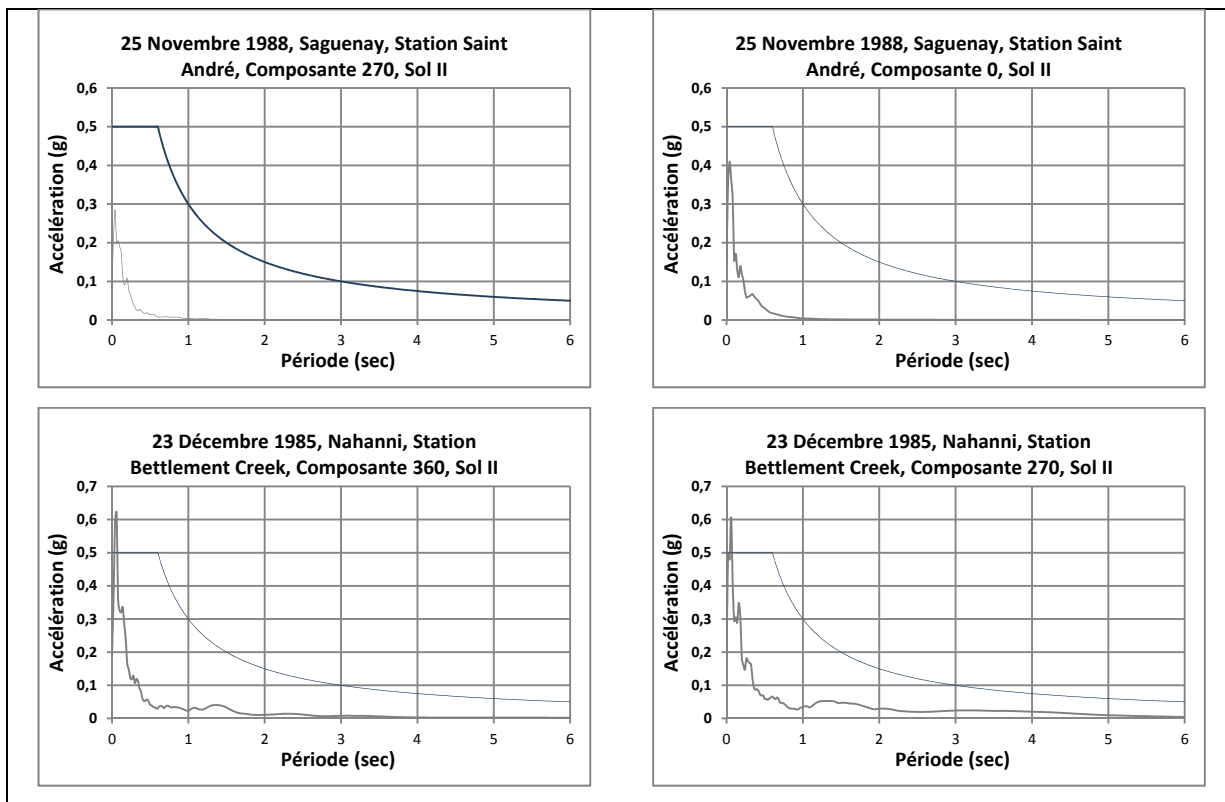 25 Novembre 1988, Saguenay, Station Saint
André, Composante 270, Sol II
Accélération (g)
0,6
0,5
0,4
0,3
0,2
0,1
0
0 1 2 3 4 5 6
Période (sec)
25 Novembre 1988, Saguenay, Station Saint
André, Composante 0, Sol II
Accélération (g)
0,6
0,5
0,4
0,3
0,2
0,1
0
0 1 2 3 4 5 6
Période (sec)
23 Décembre 1985, Nahanni, Station
Bettlement Creek, Composante 360, Sol II
Accélération (g)
0,7
0,6
0,5
0,4
0,3
0,2
0,1
0
0 1 2 3 4 5 6
Période (sec)
23 Décembre 1985, Nahanni, Station
Bettlement Creek, Composante 270, Sol II
Accélération (g)
0,7
0,6
0,5
0,4
0,3
0,2
0,1
0
0 1 2 3 4 5 6
Période (sec)